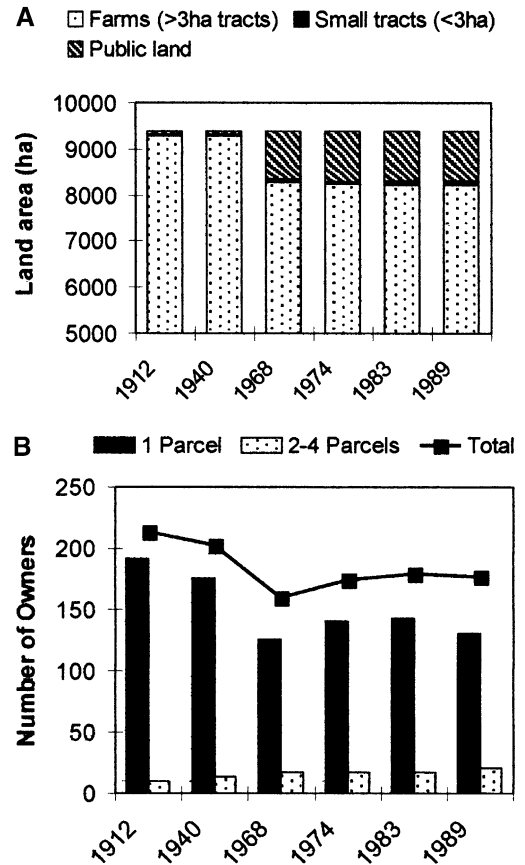 A
Farms (>3ha tracts) Small tracts (<3ha)
Public land
Land area (ha)
10000
9000
8000
7000
6000
5000
1912 1940 1968 1974 1983 1989
B
1 Parcel 2-4 Parcels Total
Number of Owners
250
200
150
100
50
0
1912 1940 1968 1974 1983 1989